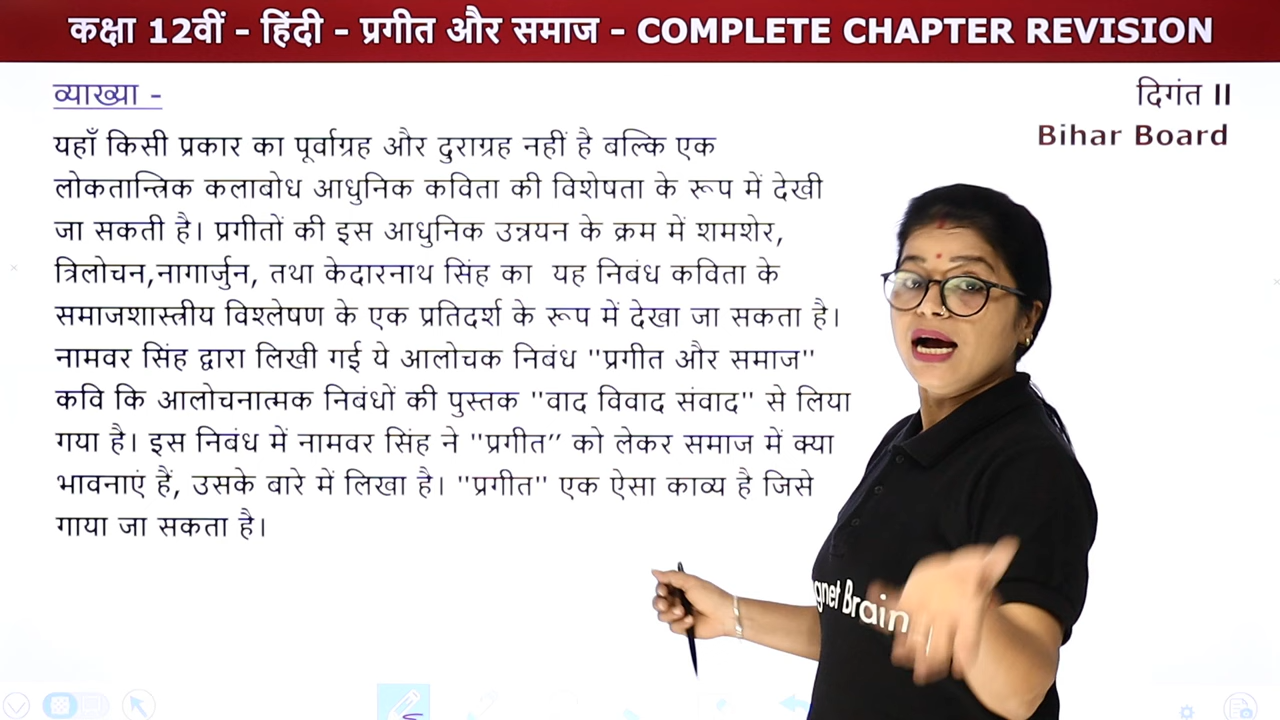 कक्षा 12वीं - हिंदी - प्रगीत और समाज - COMPLETE CHAPTER REVISION
व्याख्या -
दिगंत II
Bihar Board
यहाँ किसी प्रकार का पूर्वाग्रह और दुराग्रह नहीं है बल्कि एक
लोकतान्त्रिक कलाबोध आधुनिक कविता की विशेषता के रूप में देखी
जा सकती है। प्रगीतों की इस आधुनिक उन्नयन के क्रम में शमशेर,
त्रिलोचन,नागार्जुन, तथा केदारनाथ सिंह का यह निबंध कविता के
समाजशास्त्रीय विश्लेषण के एक प्रतिदर्श के रूप में देखा जा सकता है।
नामवर सिंह द्वारा लिखी गई ये आलोचक निबंध "प्रगीत और समाज"
कवि कि आलोचनात्मक निबंधों की पुस्तक "वाद विवाद संवाद" से लिया
गया है। इस निबंध में नामवर सिंह ने "प्रगीत” को लेकर समाज में क्या
भावनाएं हैं, उसके बारे में लिखा है। "प्रगीत" एक ऐसा काव्य है जिसे
गाया जा सकता है।
gnet Brain